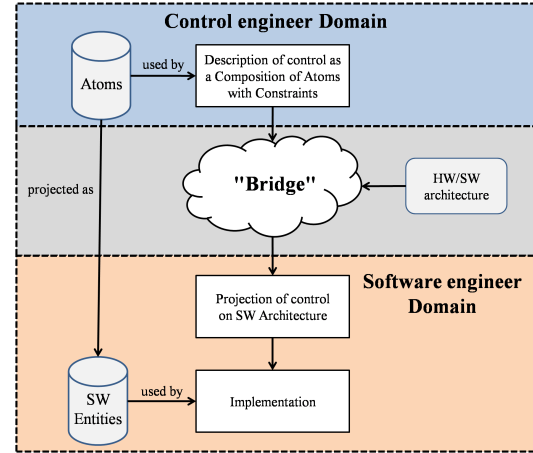 Control engineer Domain
Atoms
used by
Description of control as
a Composition of Atoms
with Constraints
projected as
"Bridge"
HW/SW
architecture
Software engineer
Domain
Projection of control
on SW Architecture
SW
Entities
used by
Implementation